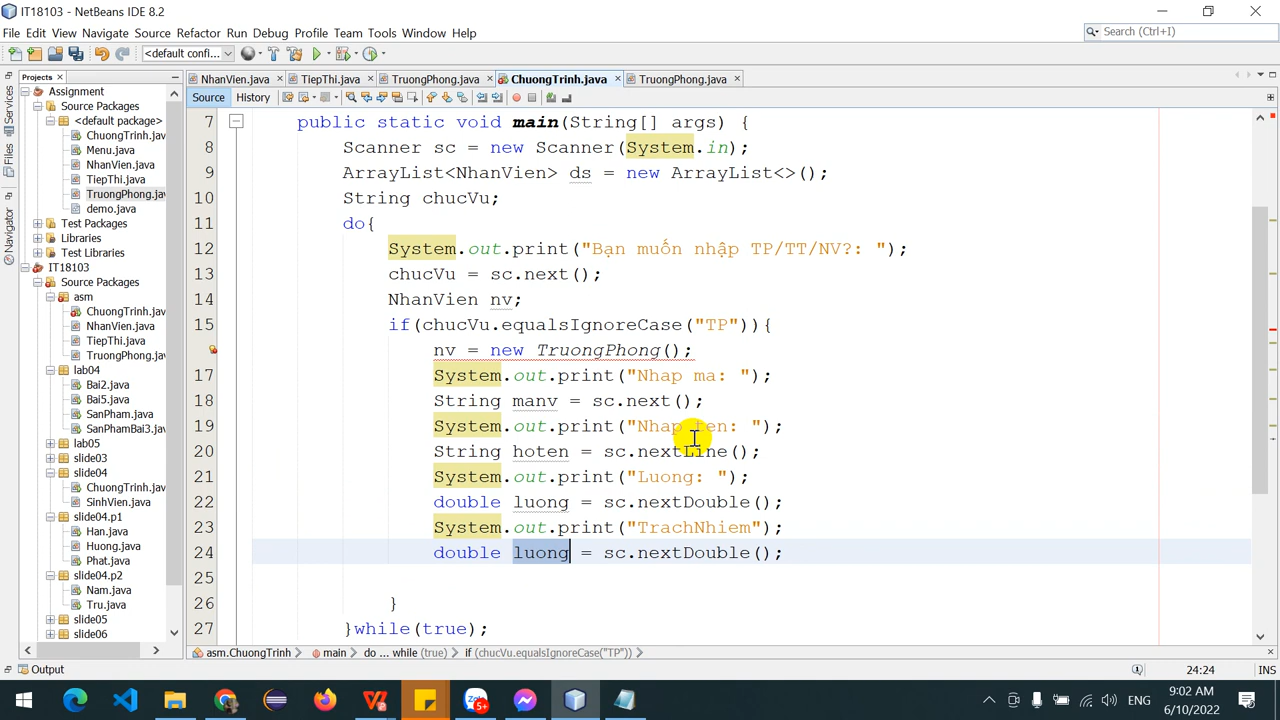 IT18103 - NetBeans IDE 8.2
File Edit View Navigate Source Refactor Run Debug Profile Team Tools Window Help
Search (Ctrl+I)
<default confi...
Projects
NhanVien.java TiepThi.java TruongPhong.java ChuongTrinh.java TruongPhong.java
Source History
Services
Files
Navigator
Assignment
Source Packages
<default package>
ChuongTrinh.jav
Menu.java
NhanVien.java
TiepThi.java
TruongPhong.jav
demo.java
Test Packages
Libraries
Test Libraries
IT18103
Source Packages
asm
ChuongTrinh.jav
NhanVien.java
TiepThi.java
TruongPhong.jav
lab04
Bai2.java
Bai5.java
SanPham.java
SanPhamBai3.jav
lab05
slide03
slide04
ChuongTrinh.jav
SinhVien.java
slide04.p1
Han.java
Huong.java
Phat.java
slide04.p2
Nam.java
Tru.java
slide05
slide06
7 public static void main(String[] args) {
8 Scanner sc = new Scanner(System.in);
9 ArrayList<NhanVien> ds = new ArrayList<>();
10 String chucVu;
11 do{
12 System.out.print("Bạn muốn nhập TP/TT/NV?: ");
13 chucVu = sc.next();
14 NhanVien nv;
15 if(chucVu.equalsIgnoreCase("TP")){
nv = new TruongPhong();
17 System.out.print("Nhap ma: ");
18 String manv = sc.next();
19 System.out.print("Nhap ten: ");
20 String hoten = sc.nextLine();
21 System.out.print("Luong: ");
22 double luong = sc.nextDouble();
23 System.out.print("TrachNhiem");
24 double luong = sc.nextDouble();
25
26 }
27 }while(true);
asm.ChuongTrinh main do ... while (true) if (chucVu.equalsIgnoreCase("TP"))
Output
24:24 INS
ENG
9:02 AM
6/10/2022